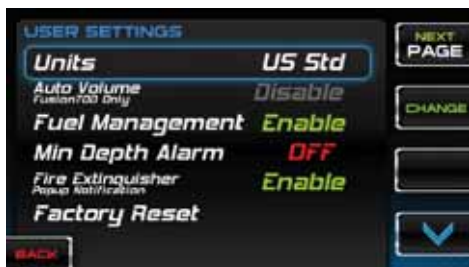 USER SETTINGS
Units US Std
Auto Volume Disable
Fusion700 Only
Fuel Management Enable
Min Depth Alarm OFF
Fire Extinguisher Enable
Popup Notification
Factory Reset
BACK
NEXT
PAGE
CHANGE